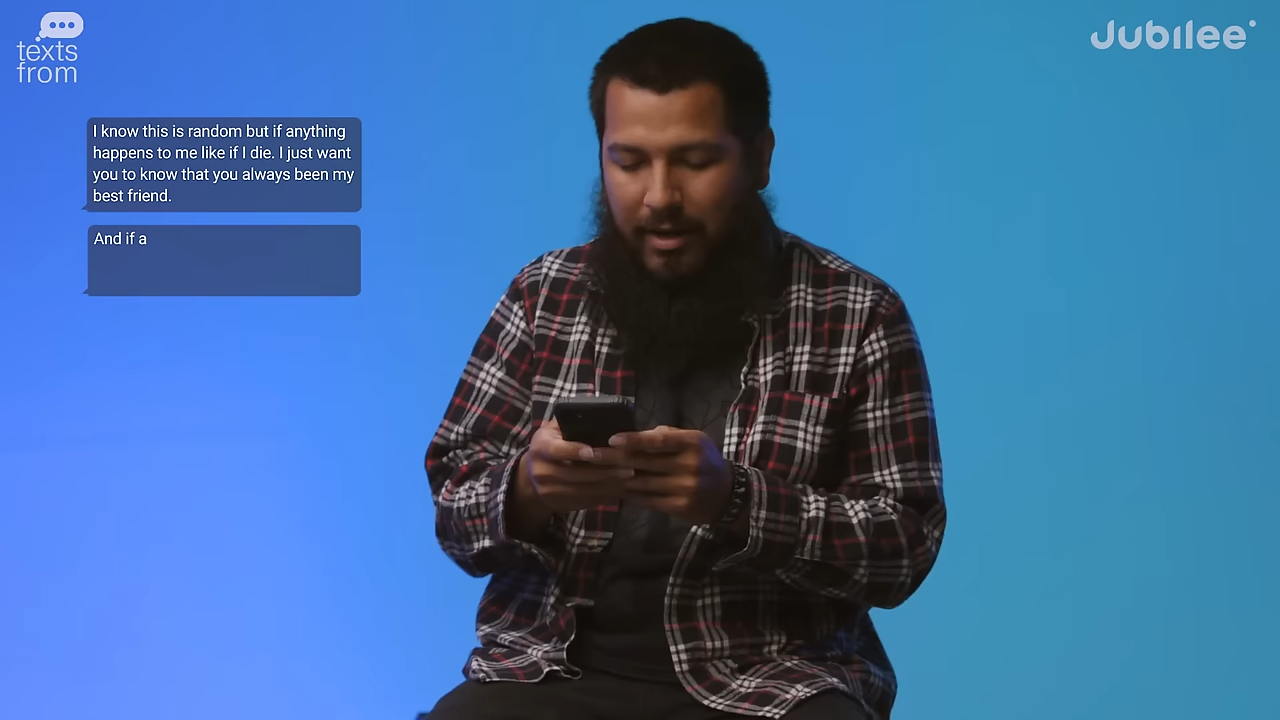 texts
from
Jubilee
I know this is random but if anything
happens to me like if I die. I just want
you to know that you always been my
best friend.
And if a